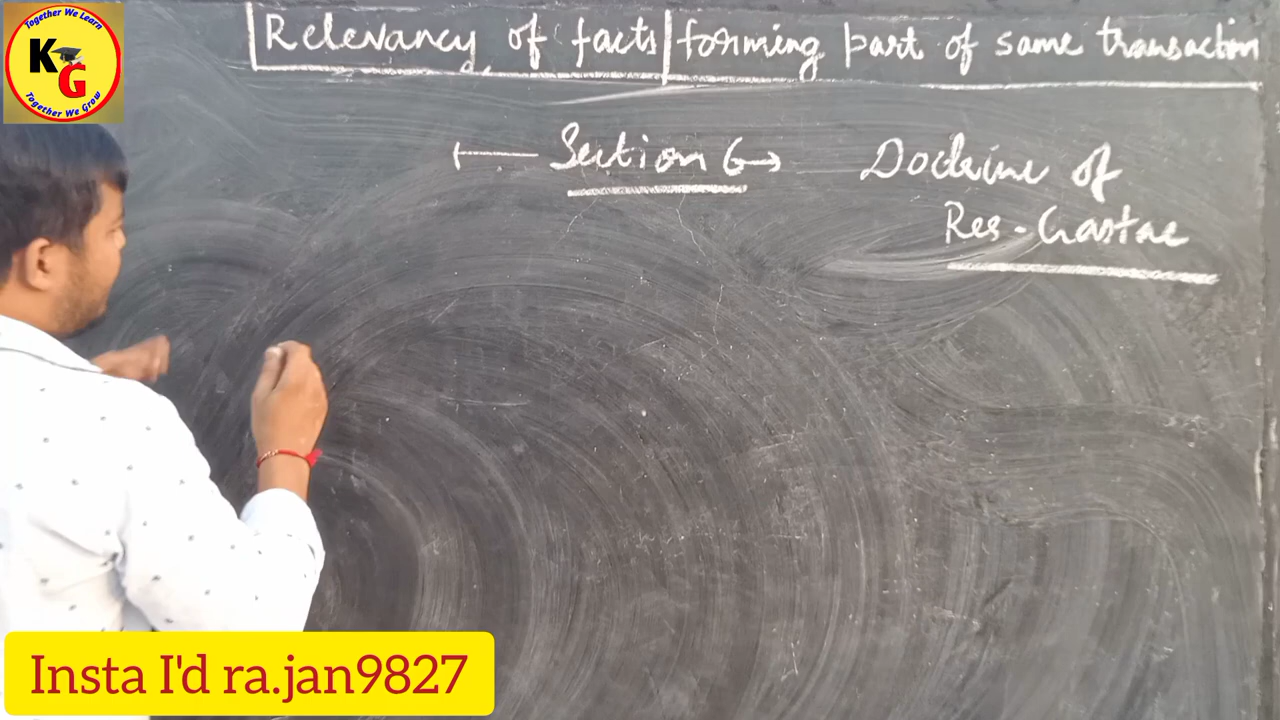 Together We Learn
KG
Together We Grow
Relevancy of facts forming part of same transaction
Section 6 → Doctrine of
Res-Gastae
Insta I'd ra.jan9827